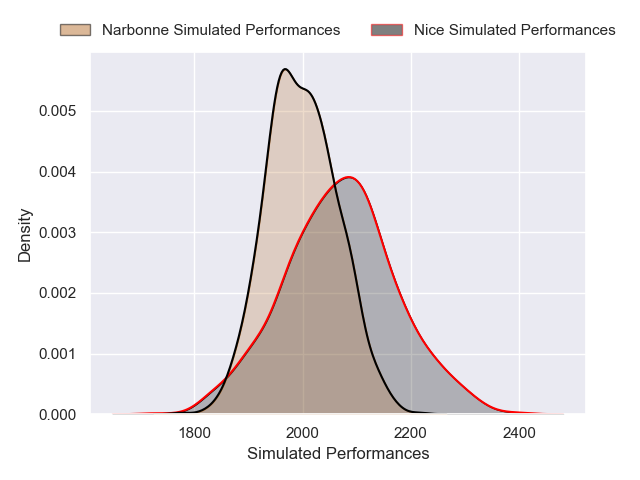 Narbonne Simulated Performances Nice Simulated Performances
0.005
0.004
0.003
0.002
0.001
0.000
Density
1800 2000 2200 2400
Simulated Performances